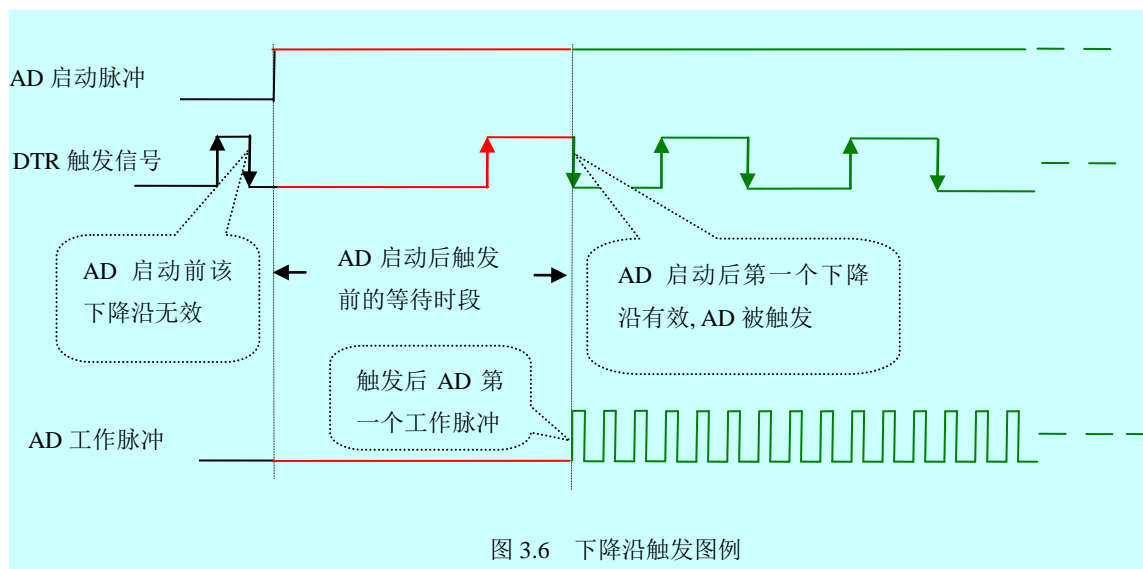 AD 启动脉冲
DTR 触发信号
AD 启动前该
下降沿无效
AD 启动后触发
前的等待时段
AD 启动后第一个下降
沿有效, AD 被触发
触发后 AD 第
一个工作脉冲
AD 工作脉冲
图 3.6 下降沿触发图例